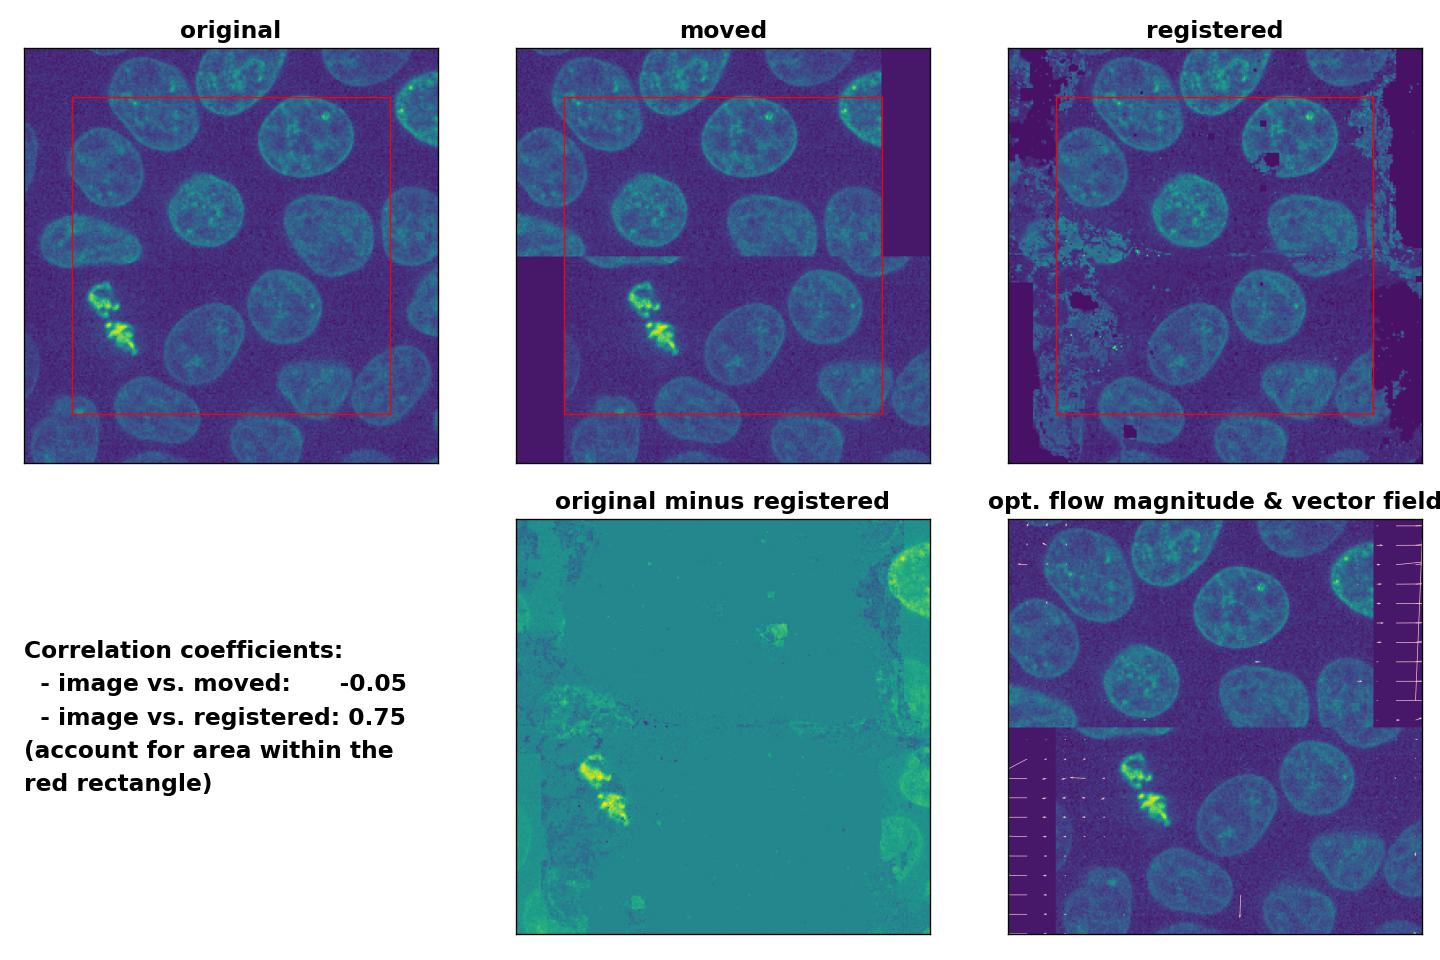 original
moved
registered
original minus registered
opt. flow magnitude & vector field
Correlation coefficients:
- image vs. moved: -0.05
- image vs. registered: 0.75
(account for area within the
red rectangle)